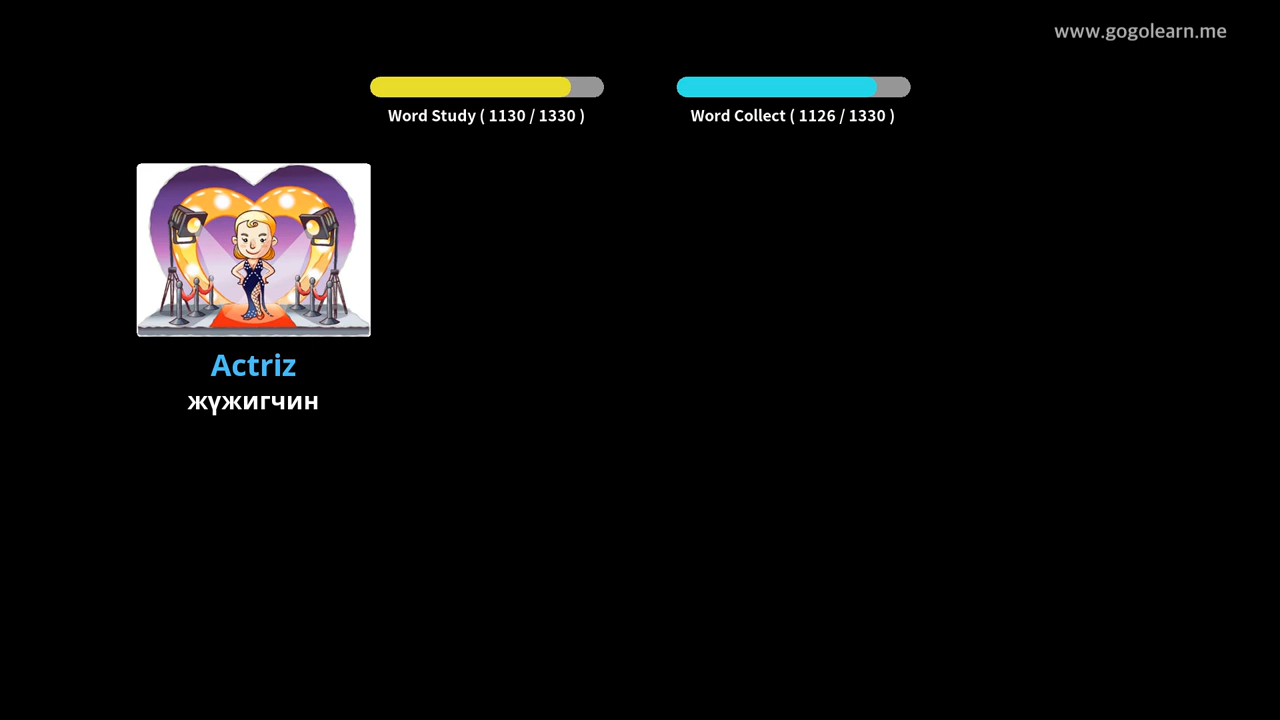 www.gogolearn.me
Word Study ( 1130 / 1330 )
Word Collect ( 1126 / 1330 )
Actriz
жүжигчин